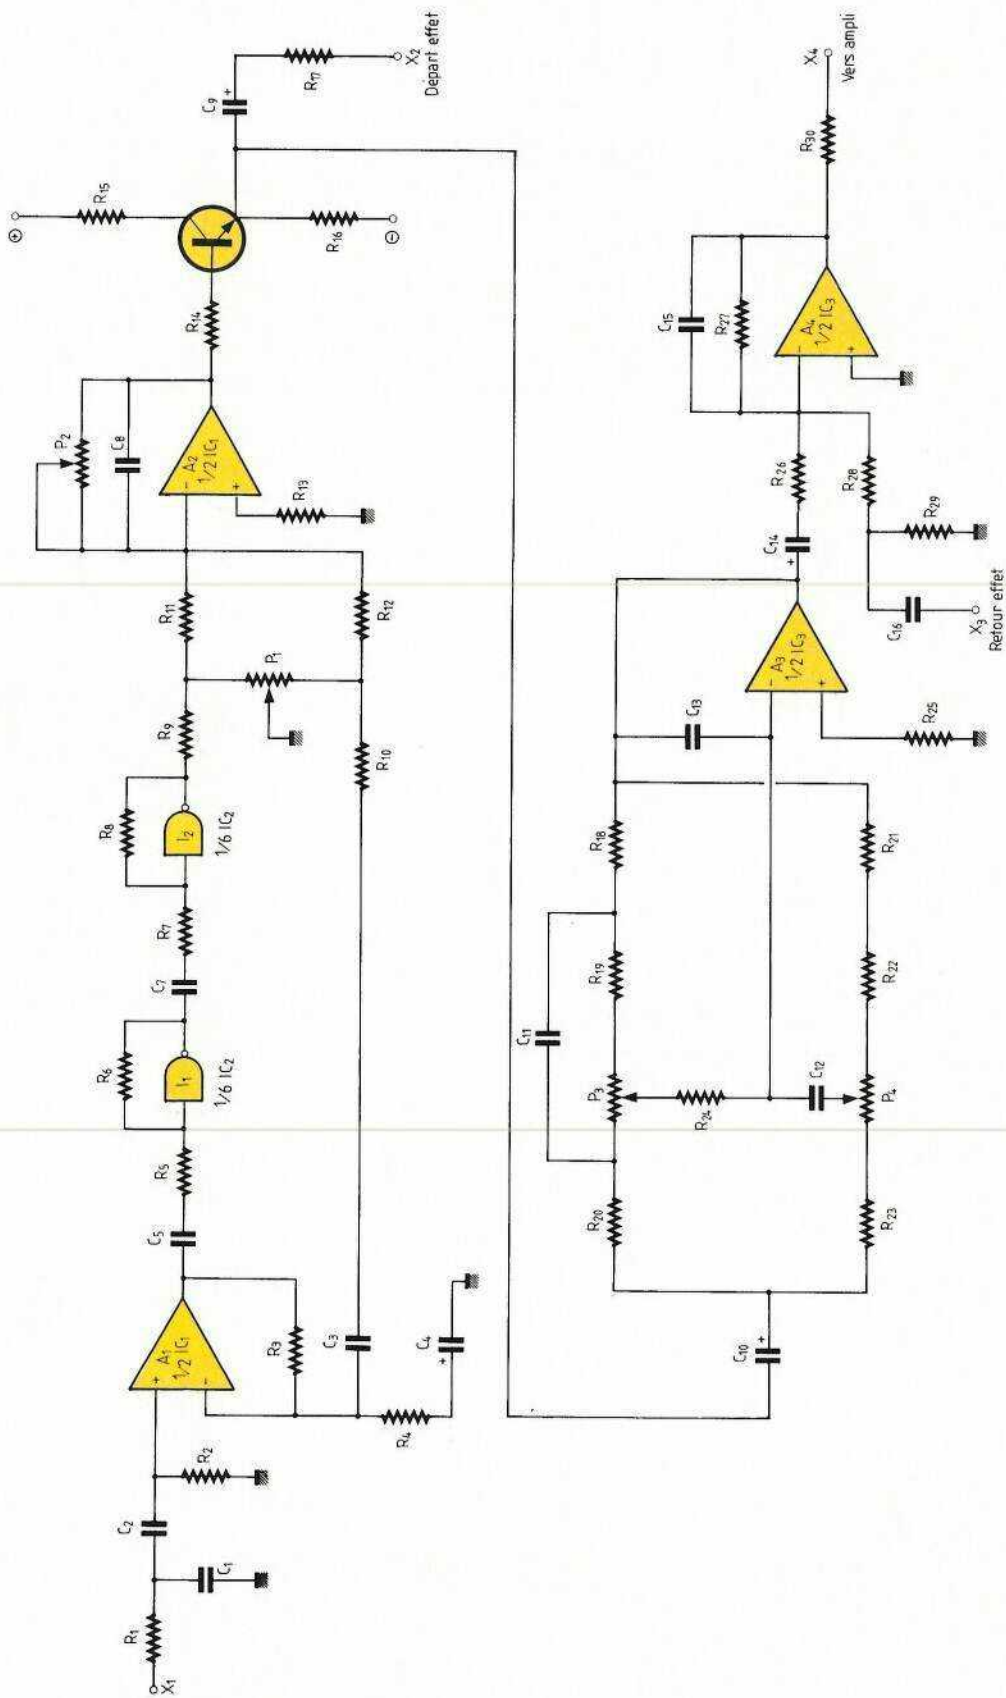 X1
R1
C1
C2
R2
A1
1/2 IC1
+
-
R3
R4
C3
C4
+
C5
R5
R6
I1
1/6 IC2
C7
R7
R8
I2
1/6 IC2
R9
R10
P1
R11
R12
P2
C8
A2
1/2 IC1
-
+
R13
R14
+
R15
R16
-
C9
+
R17
X2
Départ effet
C10
+
R20
R23
C11
P3
R19
R18
R24
C12
P4
R22
R21
C13
A3
1/2 IC3
-
+
R25
C14
+
R26
C16
X3
Retour effet
R28
R29
C15
R27
A4
1/2 IC3
-
+
R30
X4
Vers ampli